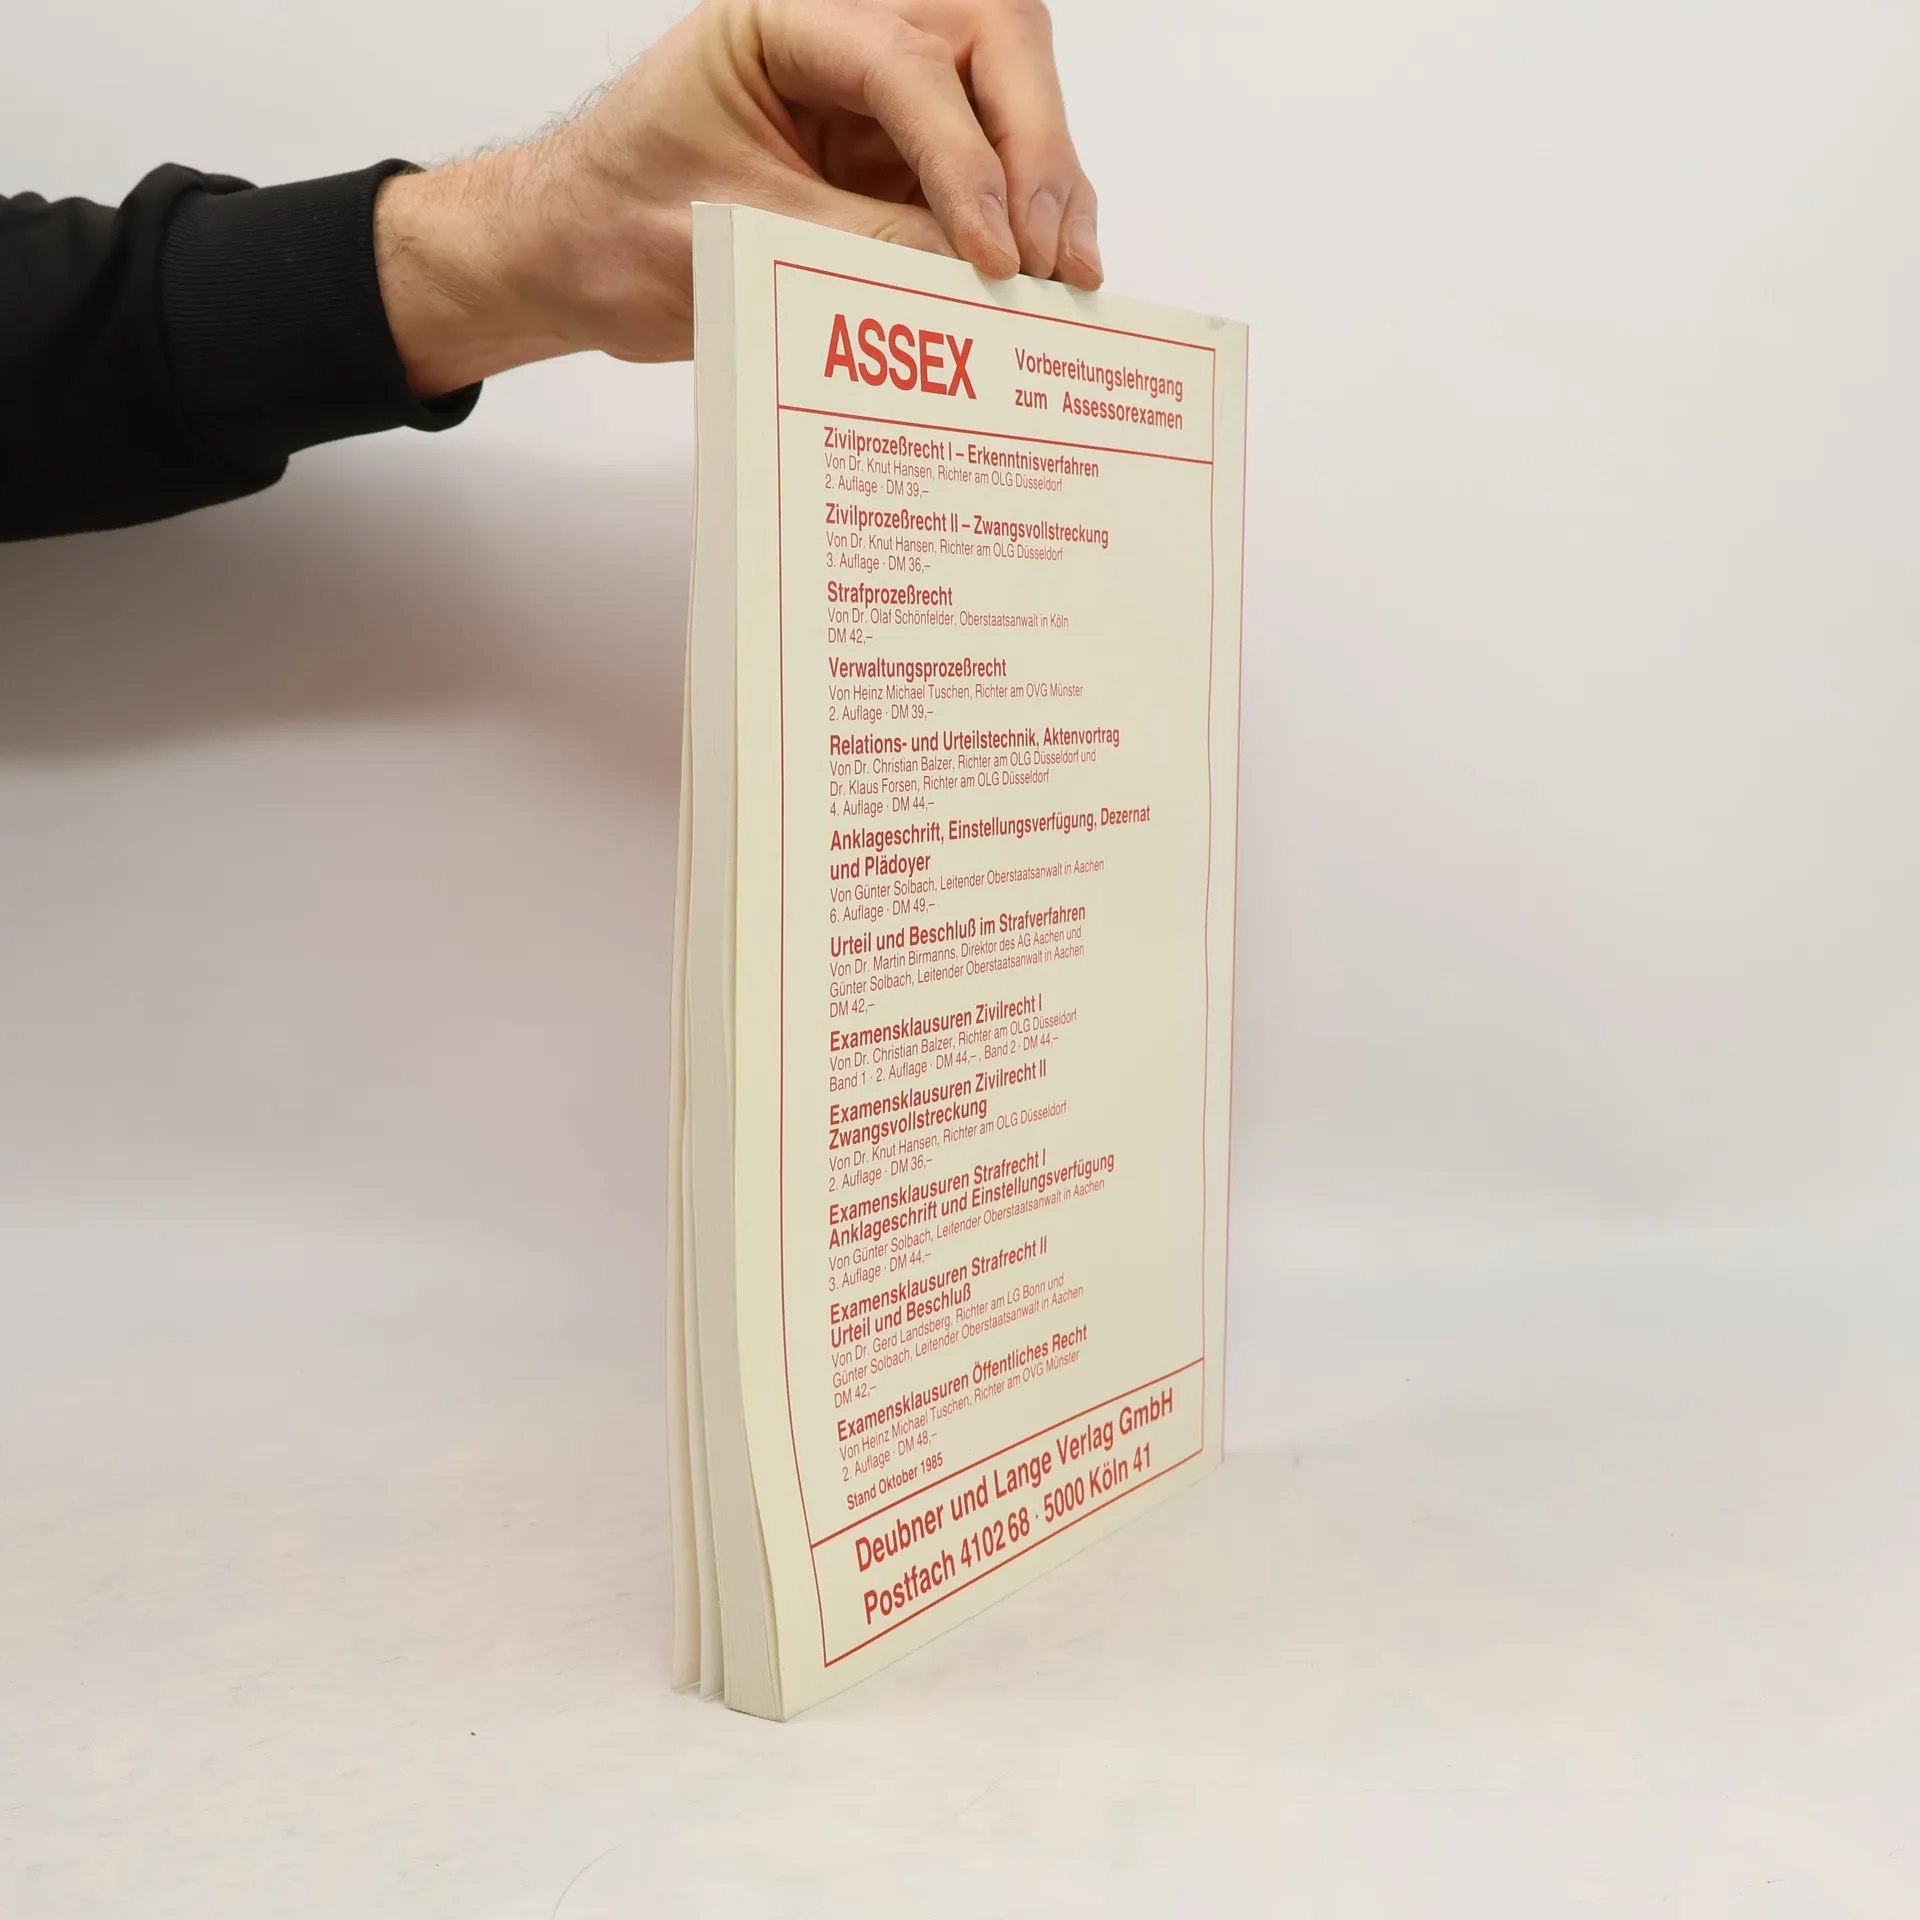 ASSEX
Vorbereitungslehrgang
zum Assessorexamen
Zivilprozeßrecht I – Erkenntnisverfahren
Von Dr. Knut Hansen, Richter am OLG Düsseldorf
2. Auflage · DM 39,–
Zivilprozeßrecht II – Zwangsvollstreckung
Von Dr. Knut Hansen, Richter am OLG Düsseldorf
3. Auflage · DM 36,–
Strafprozeßrecht
Von Dr. Olaf Schönfelder, Oberstaatsanwalt in Köln
DM 42,–
Verwaltungsprozeßrecht
Von Heinz Michael Tuschen, Richter am OVG Münster
2. Auflage · DM 39,–
Relations- und Urteilstechnik, Aktenvortrag
Von Dr. Christian Balzer, Richter am OLG Düsseldorf und
Dr. Klaus Forsen, Richter am OLG Düsseldorf
4. Auflage · DM 44,–
Anklageschrift, Einstellungsverfügung, Dezernat
und Plädoyer
Von Günter Solbach, Leitender Oberstaatsanwalt in Aachen
6. Auflage · DM 49,–
Urteil und Beschluß im Strafverfahren
Von Dr. Martin Birmanns, Direktor des AG Aachen und
Günter Solbach, Leitender Oberstaatsanwalt in Aachen
DM 42,–
Examensklausuren Zivilrecht I
Von Dr. Christian Balzer, Richter am OLG Düsseldorf
Band 1 · 2. Auflage · DM 44,– , Band 2 · DM 44,–
Examensklausuren Zivilrecht II
Zwangsvollstreckung
Von Dr. Knut Hansen, Richter am OLG Düsseldorf
2. Auflage · DM 36,–
Examensklausuren Strafrecht I
Anklageschrift und Einstellungsverfügung
Von Günter Solbach, Leitender Oberstaatsanwalt in Aachen
3. Auflage · DM 44,–
Examensklausuren Strafrecht II
Urteil und Beschluß
Von Dr. Gerd Landsberg, Richter am LG Bonn und
Günter Solbach, Leitender Oberstaatsanwalt in Aachen
DM 42,–
Examensklausuren Öffentliches Recht
Von Heinz Michael Tuschen, Richter am OVG Münster
2. Auflage · DM 48,–
Stand Oktober 1985
Deubner und Lange Verlag GmbH
Postfach 41 02 68 · 5000 Köln 41